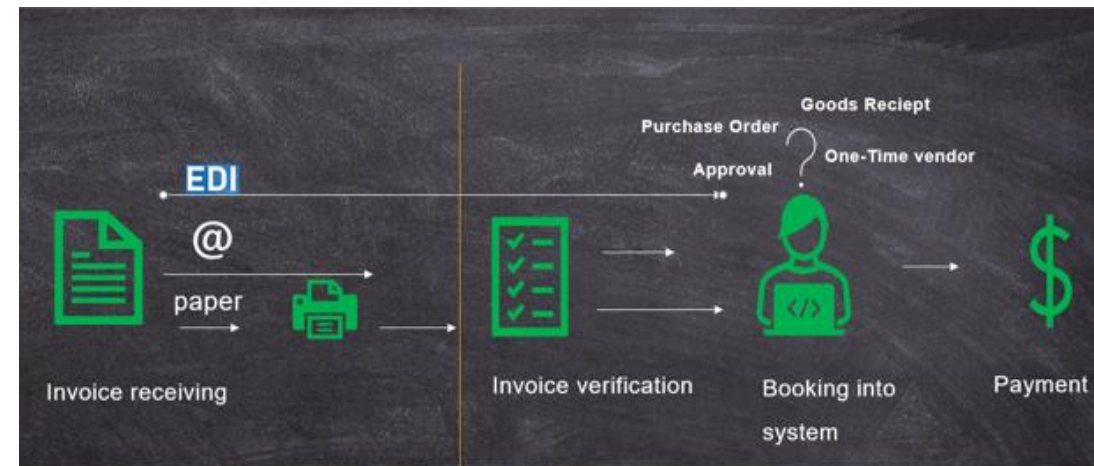 Goods Reciept
Purchase Order
One-Time vendor
Approval
EDI
@
paper
</>
$
Invoice receiving
Invoice verification
Booking into
system
Payment